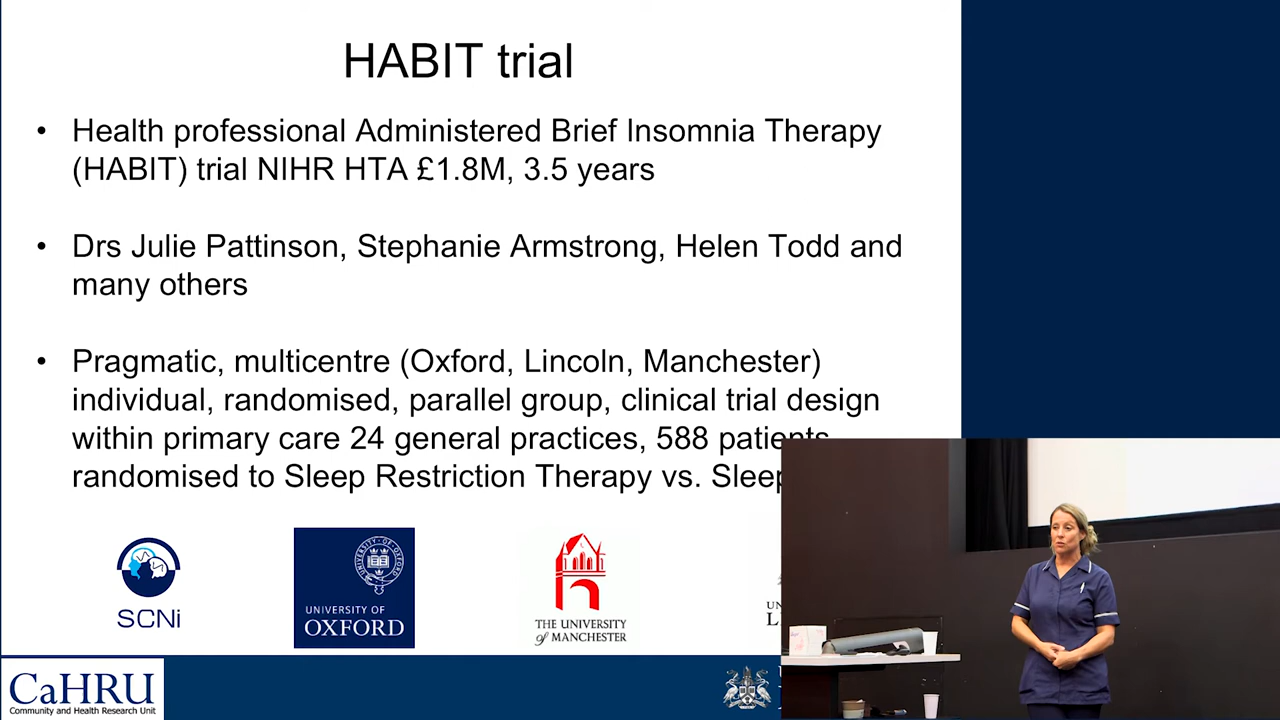 HABIT trial
• Health professional Administered Brief Insomnia Therapy
(HABIT) trial NIHR HTA £1.8M, 3.5 years
• Drs Julie Pattinson, Stephanie Armstrong, Helen Todd and
many others
• Pragmatic, multicentre (Oxford, Lincoln, Manchester)
individual, randomised, parallel group, clinical trial design
within primary care 24 general practices, 588 patients
randomised to Sleep Restriction Therapy vs. Sleep
SCNi
UNIVERSITY OF
OXFORD
THE UNIVERSITY
of MANCHESTER
CaHRU
Community and Health Research Unit